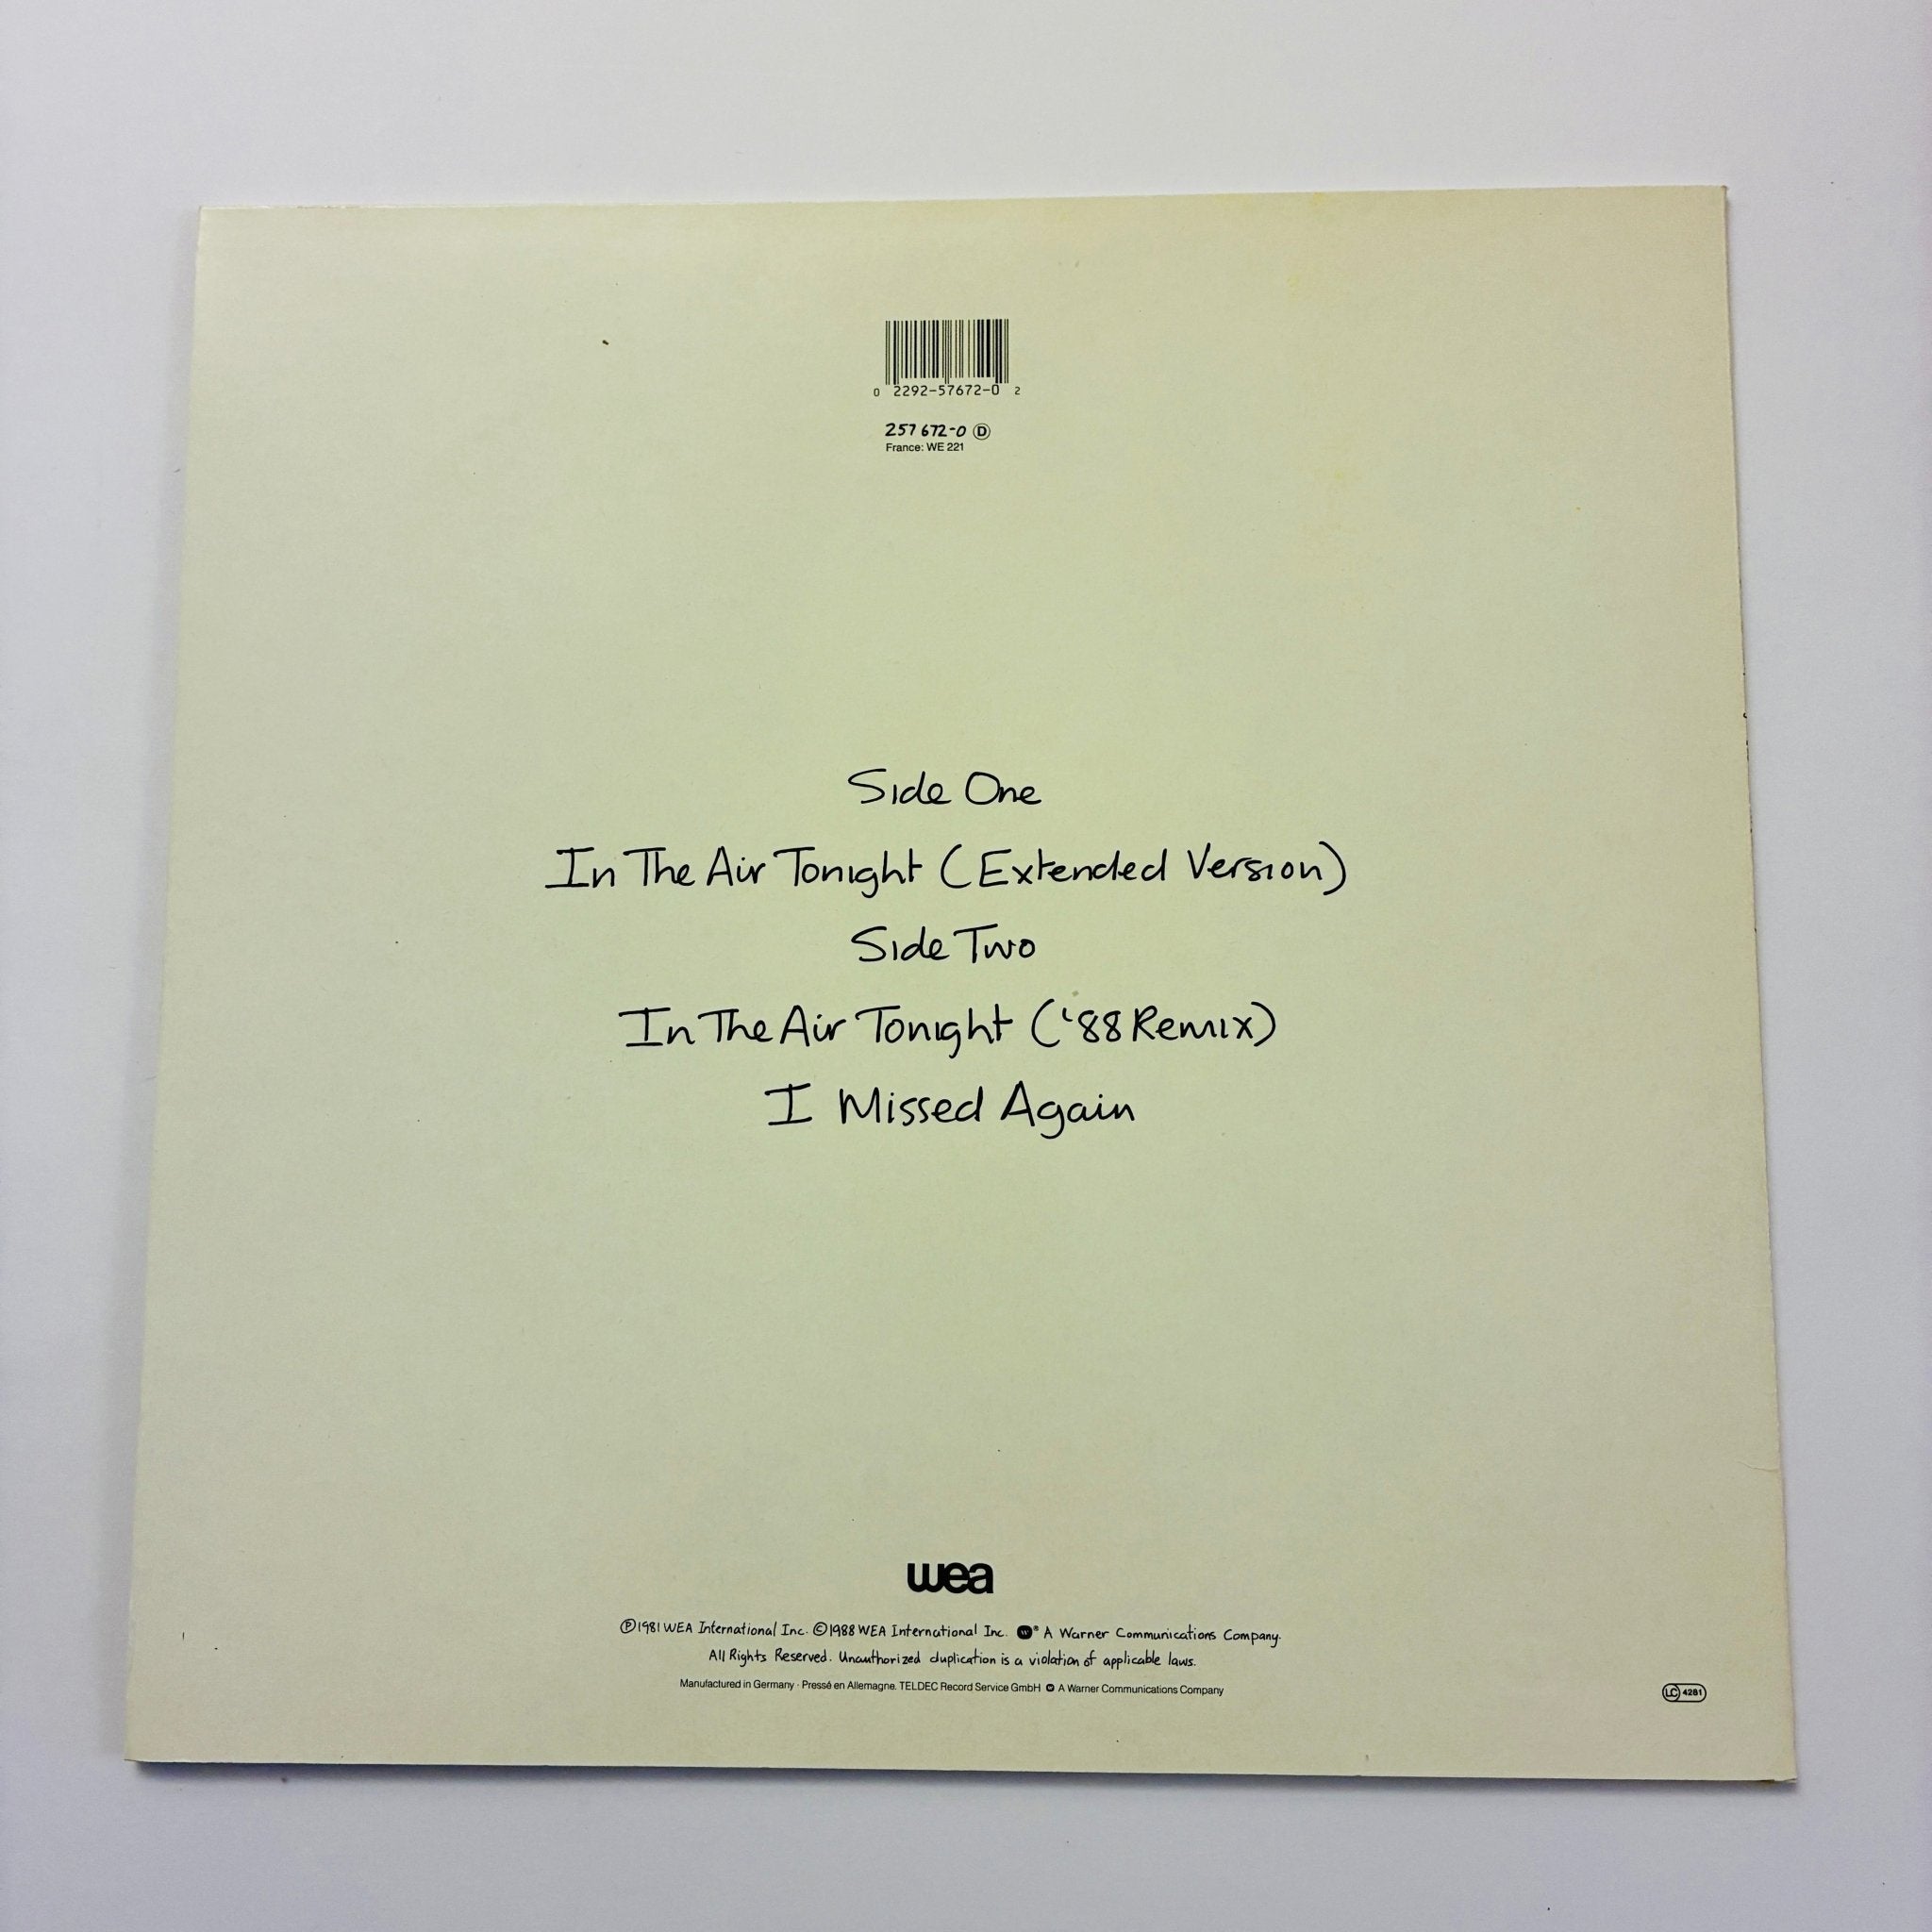 0 2292-57672-0 2
257 672-0 Ⓓ
France: WE 221
Side One
In The Air Tonight (Extended Version)
Side Two
In The Air Tonight ('88 Remix)
I Missed Again
wea
℗1981 WEA International Inc. ©1988 WEA International Inc. W® A Warner Communications Company.
All Rights Reserved. Unauthorized duplication is a violation of applicable laws.
Manufactured in Germany · Pressé en Allemagne. TELDEC Record Service GmbH W A Warner Communications Company
LC 4281